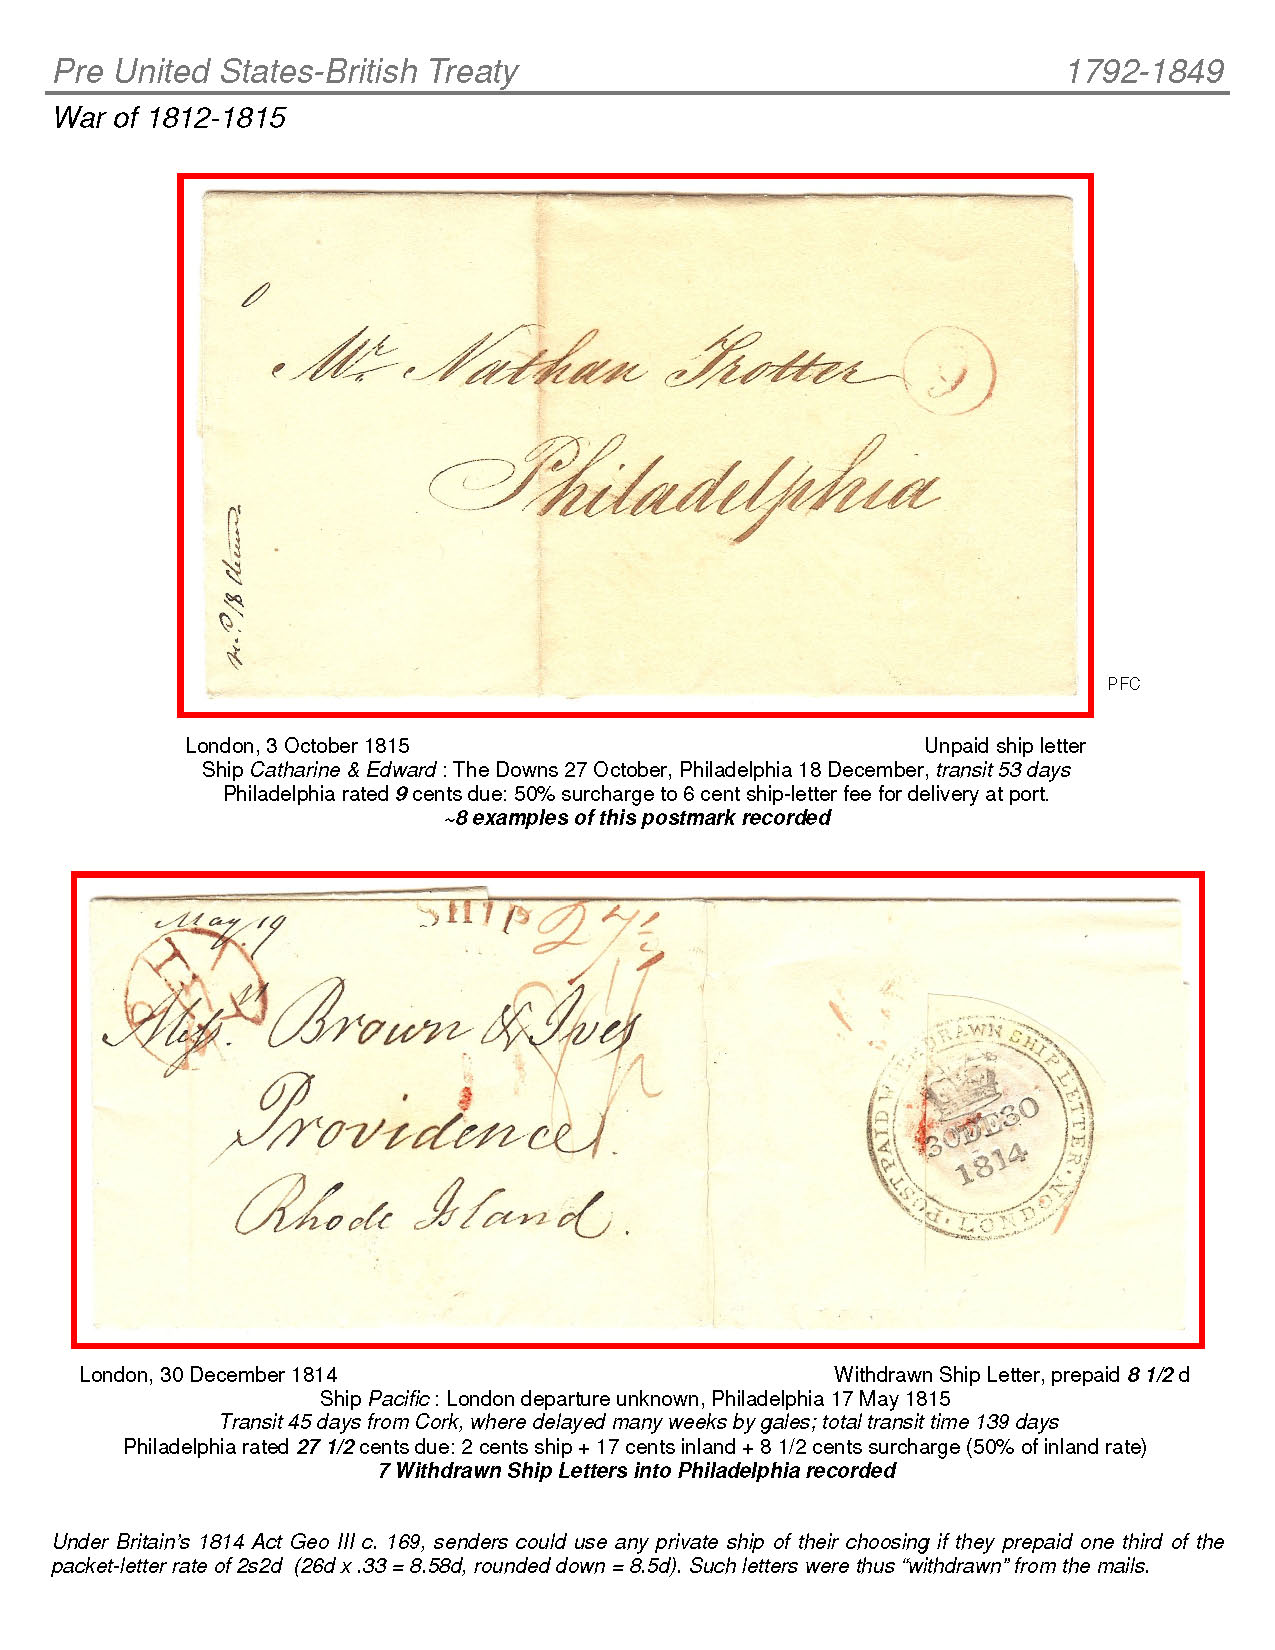 Pre United States-British Treaty 1792-1849
War of 1812-1815
Mr. Nathan Trotter 9
Philadelphia
PFC
London, 3 October 1815 Unpaid ship letter
Ship Catharine & Edward : The Downs 27 October, Philadelphia 18 December, transit 53 days
Philadelphia rated 9 cents due: 50% surcharge to 6 cent ship-letter fee for delivery at port.
~8 examples of this postmark recorded
May 19 SHIP 27 1/2
Messrs. Brown & Ives
Providence
Rhode Island.
POST PAID WITHDRAWN SHIP LETTER · LONDON ·
30 DE 30
1814
London, 30 December 1814 Withdrawn Ship Letter, prepaid 8 1/2 d
Ship Pacific : London departure unknown, Philadelphia 17 May 1815
Transit 45 days from Cork, where delayed many weeks by gales; total transit time 139 days
Philadelphia rated 27 1/2 cents due: 2 cents ship + 17 cents inland + 8 1/2 cents surcharge (50% of inland rate)
7 Withdrawn Ship Letters into Philadelphia recorded
Under Britain's 1814 Act Geo III c. 169, senders could use any private ship of their choosing if they prepaid one third of the
packet-letter rate of 2s2d (26d x .33 = 8.58d, rounded down = 8.5d). Such letters were thus “withdrawn” from the mails.